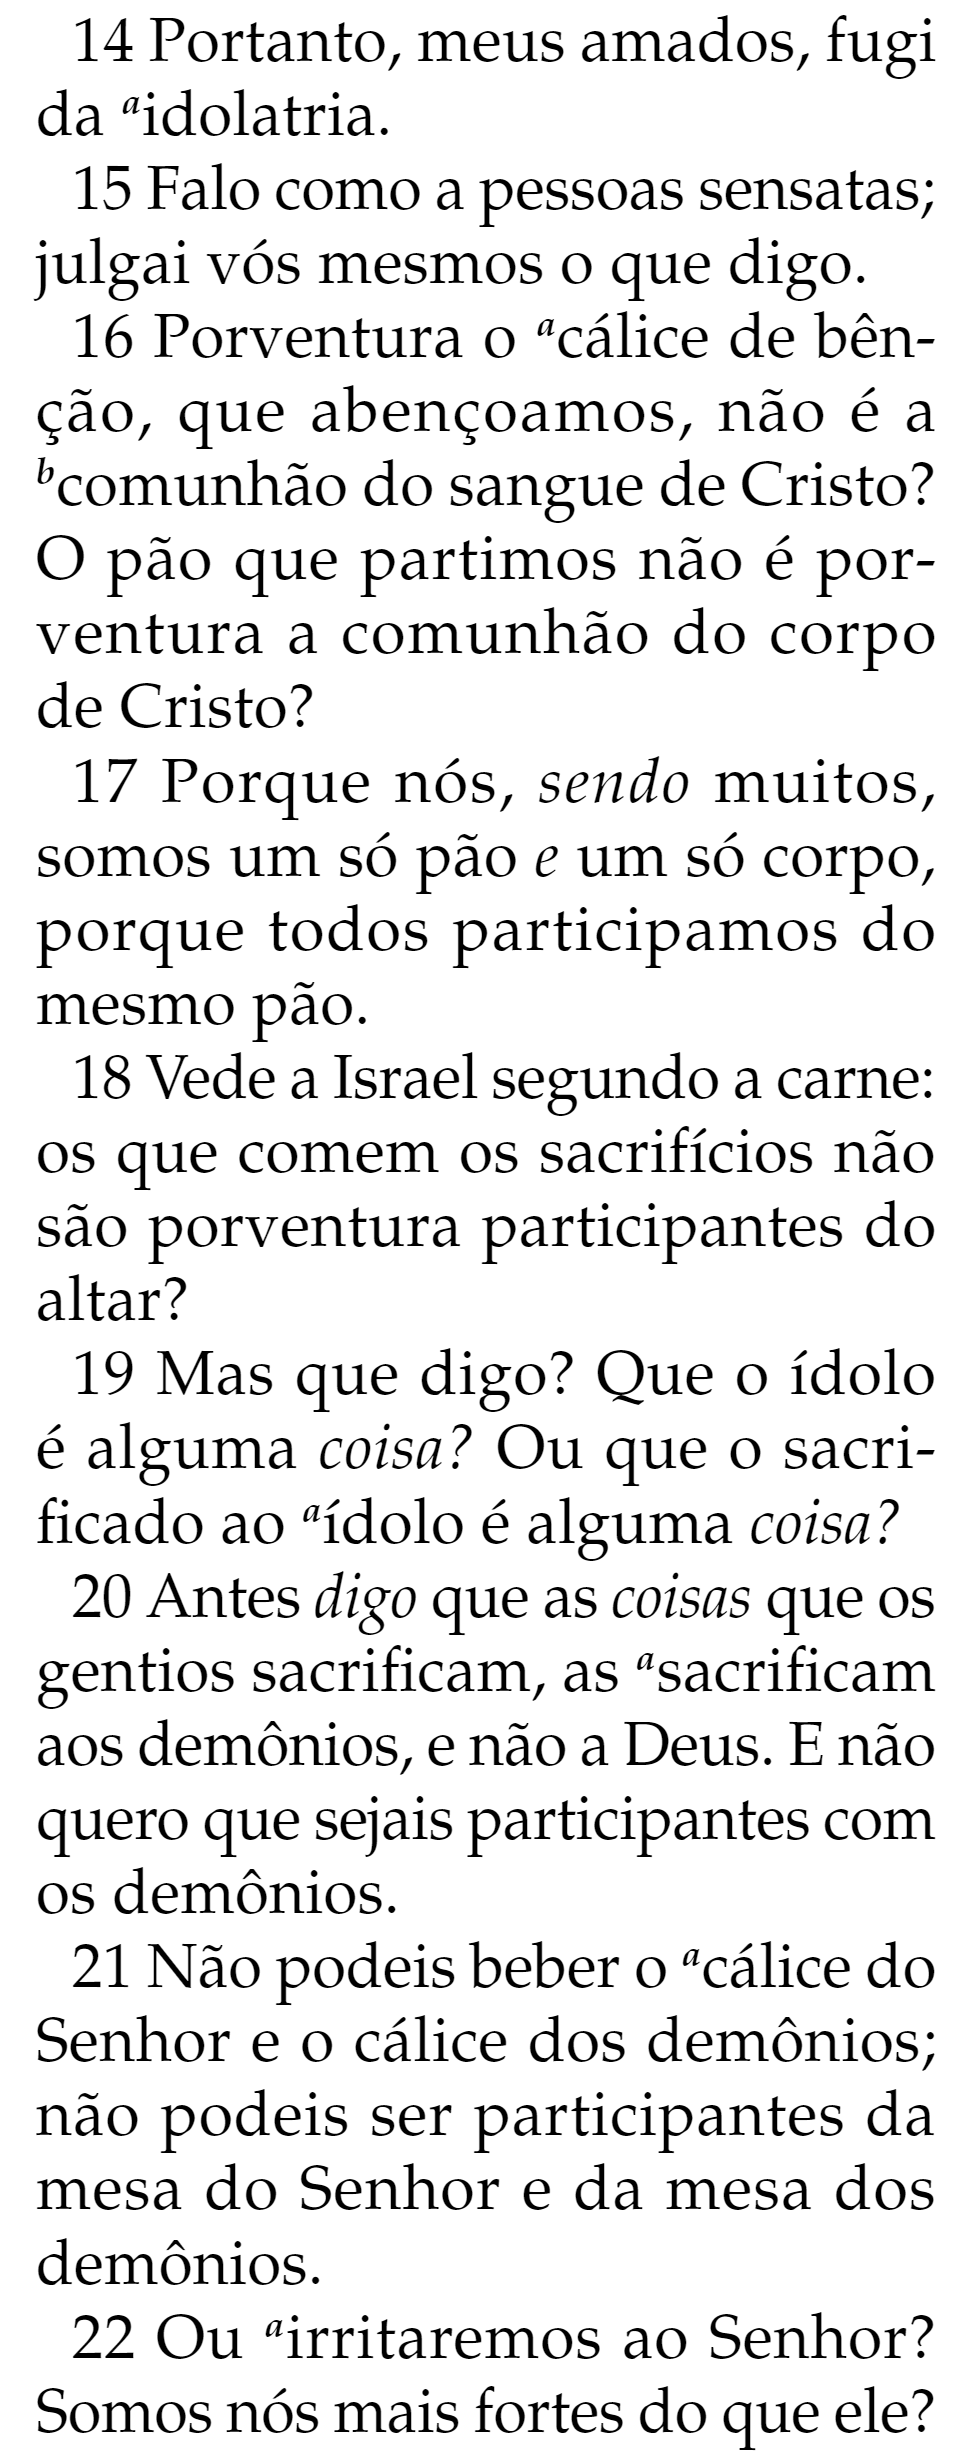 14 Portanto, meus amados, fugi
da ᵃidolatria.
15 Falo como a pessoas sensatas;
julgai vós mesmos o que digo.
16 Porventura o ᵃcálice de bên-
ção, que abençoamos, não é a
ᵇcomunhão do sangue de Cristo?
O pão que partimos não é por-
ventura a comunhão do corpo
de Cristo?
17 Porque nós, sendo muitos,
somos um só pão e um só corpo,
porque todos participamos do
mesmo pão.
18 Vede a Israel segundo a carne:
os que comem os sacrifícios não
são porventura participantes do
altar?
19 Mas que digo? Que o ídolo
é alguma coisa? Ou que o sacri-
ficado ao ᵃídolo é alguma coisa?
20 Antes digo que as coisas que os
gentios sacrificam, as ᵃsacrificam
aos demônios, e não a Deus. E não
quero que sejais participantes com
os demônios.
21 Não podeis beber o ᵃcálice do
Senhor e o cálice dos demônios;
não podeis ser participantes da
mesa do Senhor e da mesa dos
demônios.
22 Ou ᵃirritaremos ao Senhor?
Somos nós mais fortes do que ele?